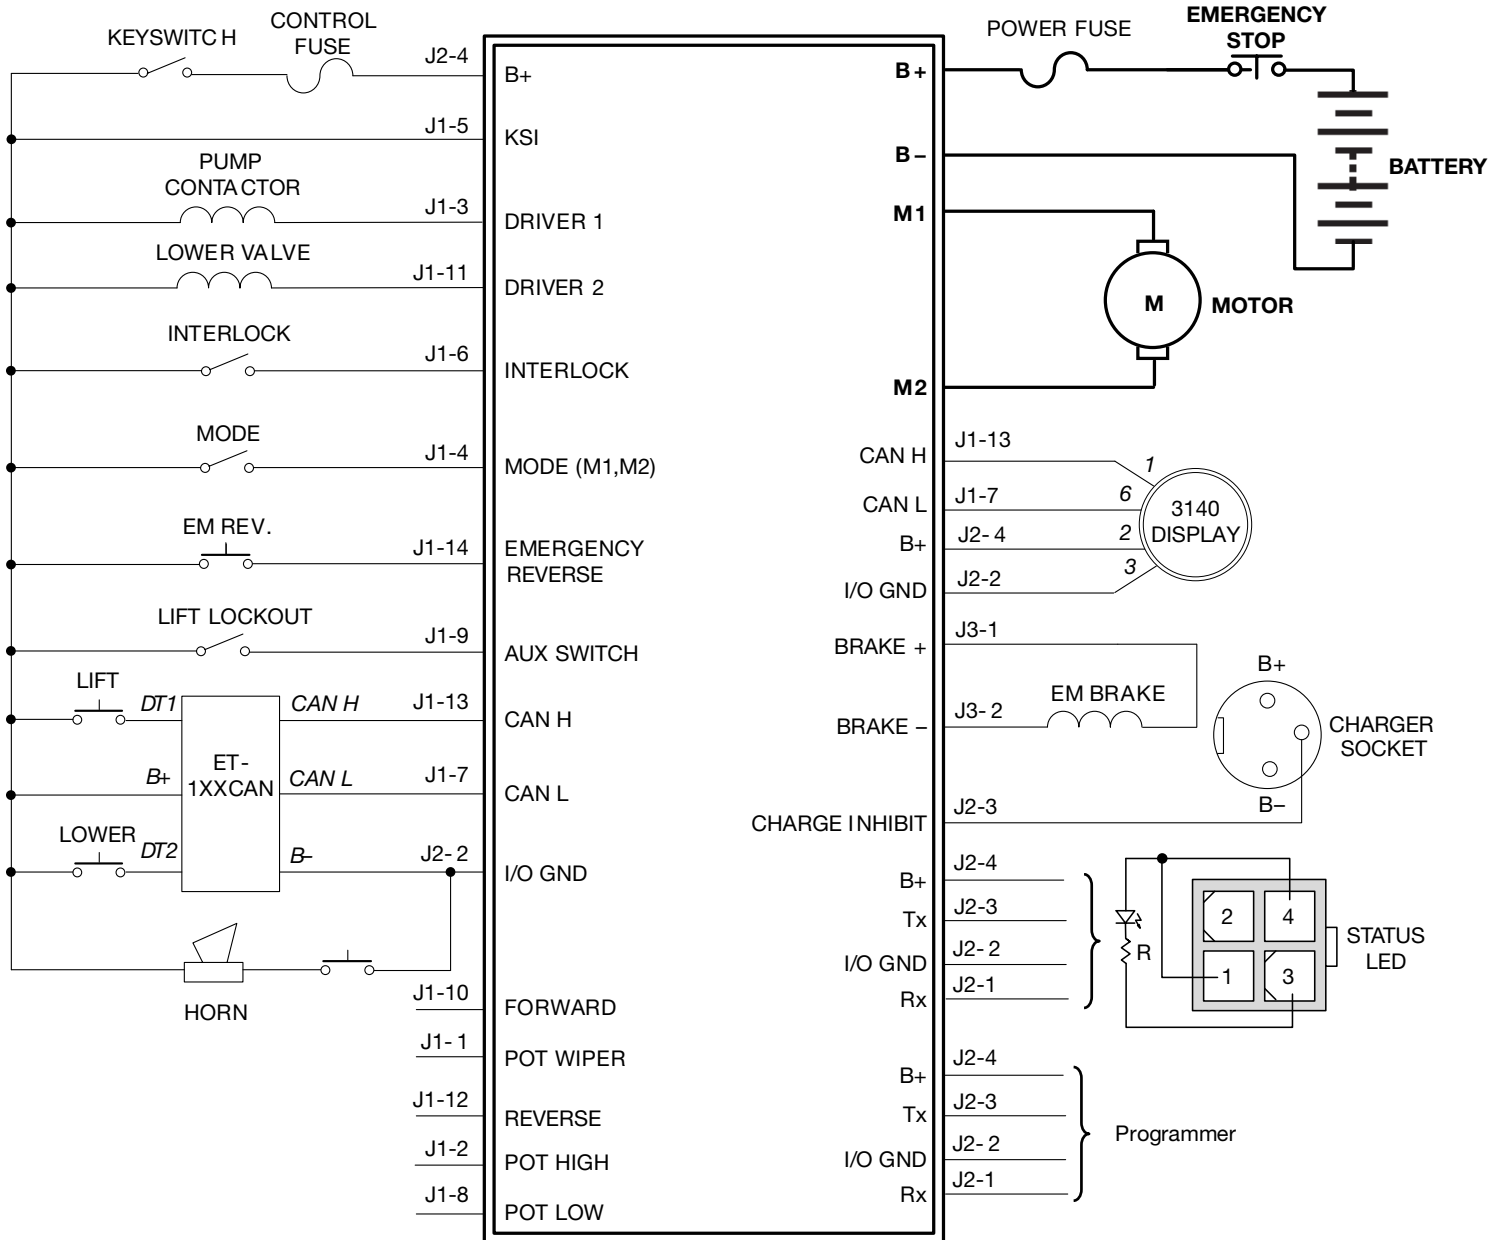 KEYSWITCH
CONTROL
FUSE
J2-4
B+
J1-5
KSI
PUMP
CONTACTOR
J1-3
DRIVER 1
LOWER VALVE
J1-11
DRIVER 2
INTERLOCK
J1-6
INTERLOCK
MODE
J1-4
MODE (M1,M2)
EM REV.
J1-14
EMERGENCY
REVERSE
LIFT LOCKOUT
J1-9
AUX SWITCH
LIFT
DT1
CAN H
J1-13
CAN H
ET-
1XXCAN
B+
CAN L
J1-7
CAN L
LOWER
DT2
B-
J2-2
I/O GND
HORN
J1-10
FORWARD
J1-1
POT WIPER
J1-12
REVERSE
J1-2
POT HIGH
J1-8
POT LOW
POWER FUSE
EMERGENCY
STOP
B+
B–
BATTERY
M1
M
MOTOR
M2
CAN H
J1-13
1
CAN L
J1-7
6
3140
DISPLAY
B+
J2-4
2
I/O GND
J2-2
3
BRAKE +
J3-1
EM BRAKE
BRAKE –
J3-2
B+
CHARGER
SOCKET
B–
CHARGE INHIBIT
J2-3
B+
J2-4
Tx
J2-3
I/O GND
J2-2
Rx
J2-1
R
2
4
1
3
STATUS
LED
B+
J2-4
Tx
J2-3
I/O GND
J2-2
Rx
J2-1
Programmer